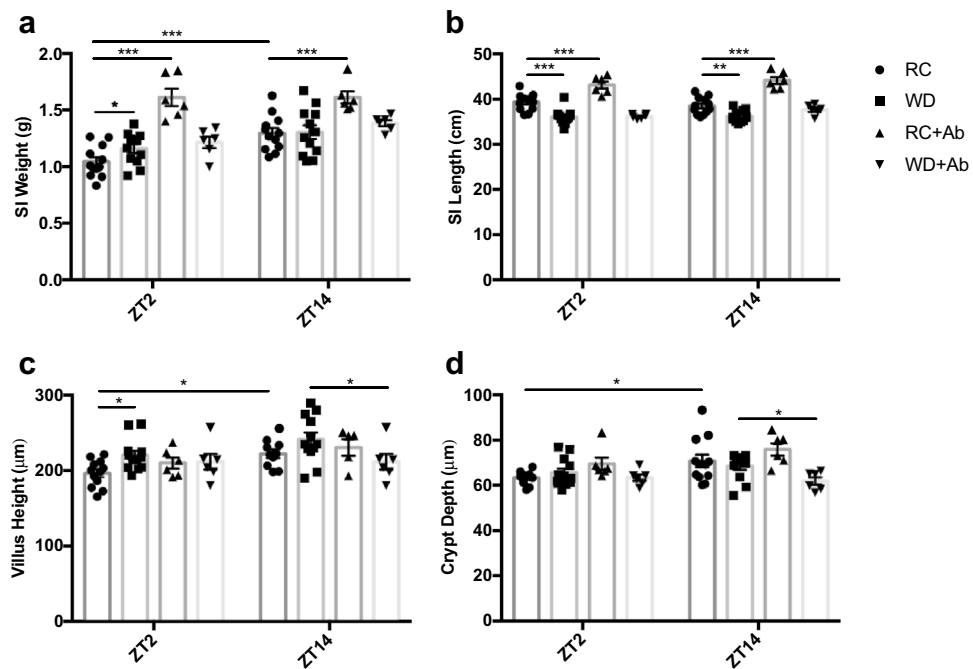 a
SI Weight (g)
2.0
1.5
1.0
0.5
0.0
***
***
***
*
ZT2
ZT14
b
SI Length (cm)
50
40
30
20
10
0
***
***
***
**
ZT2
ZT14
RC
WD
RC+Ab
WD+Ab
c
Villus Height (μm)
300
200
100
0
*
*
*
ZT2
ZT14
d
Crypt Depth (μm)
100
80
60
40
20
0
*
*
ZT2
ZT14